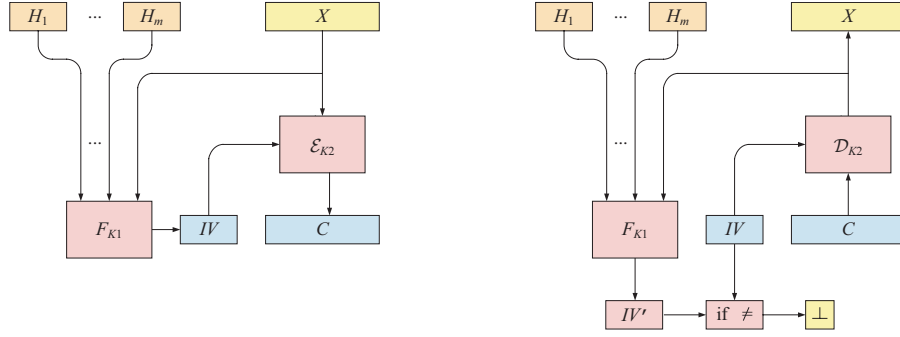 H1 ... Hm X
...
ℰK2
FK1 IV C
H1 ... Hm X
...
𝒟K2
FK1 IV C
IV′ if ≠ ⊥